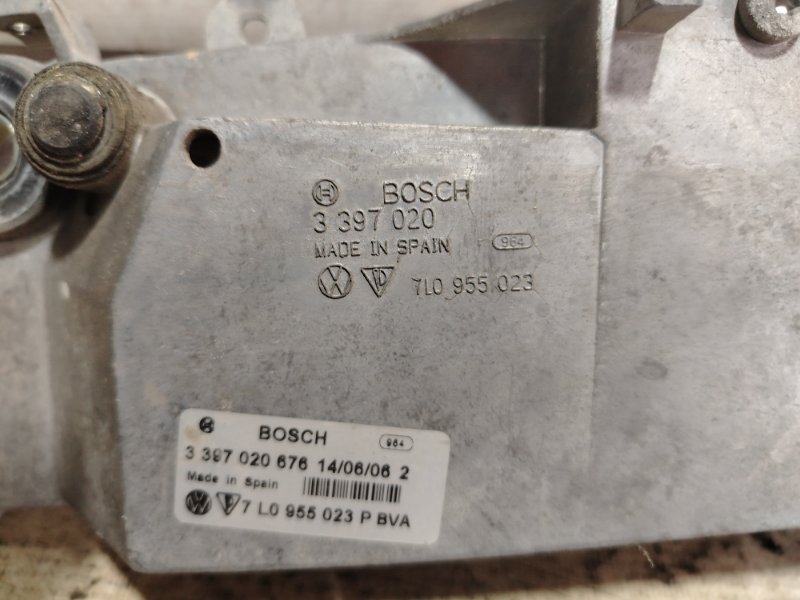 BOSCH
3 397 020
MADE IN SPAIN 964
7L0 955 023
BOSCH 964
3 397 020 676 14/06/06 2
Made in Spain
7 L0 955 023 P BVA